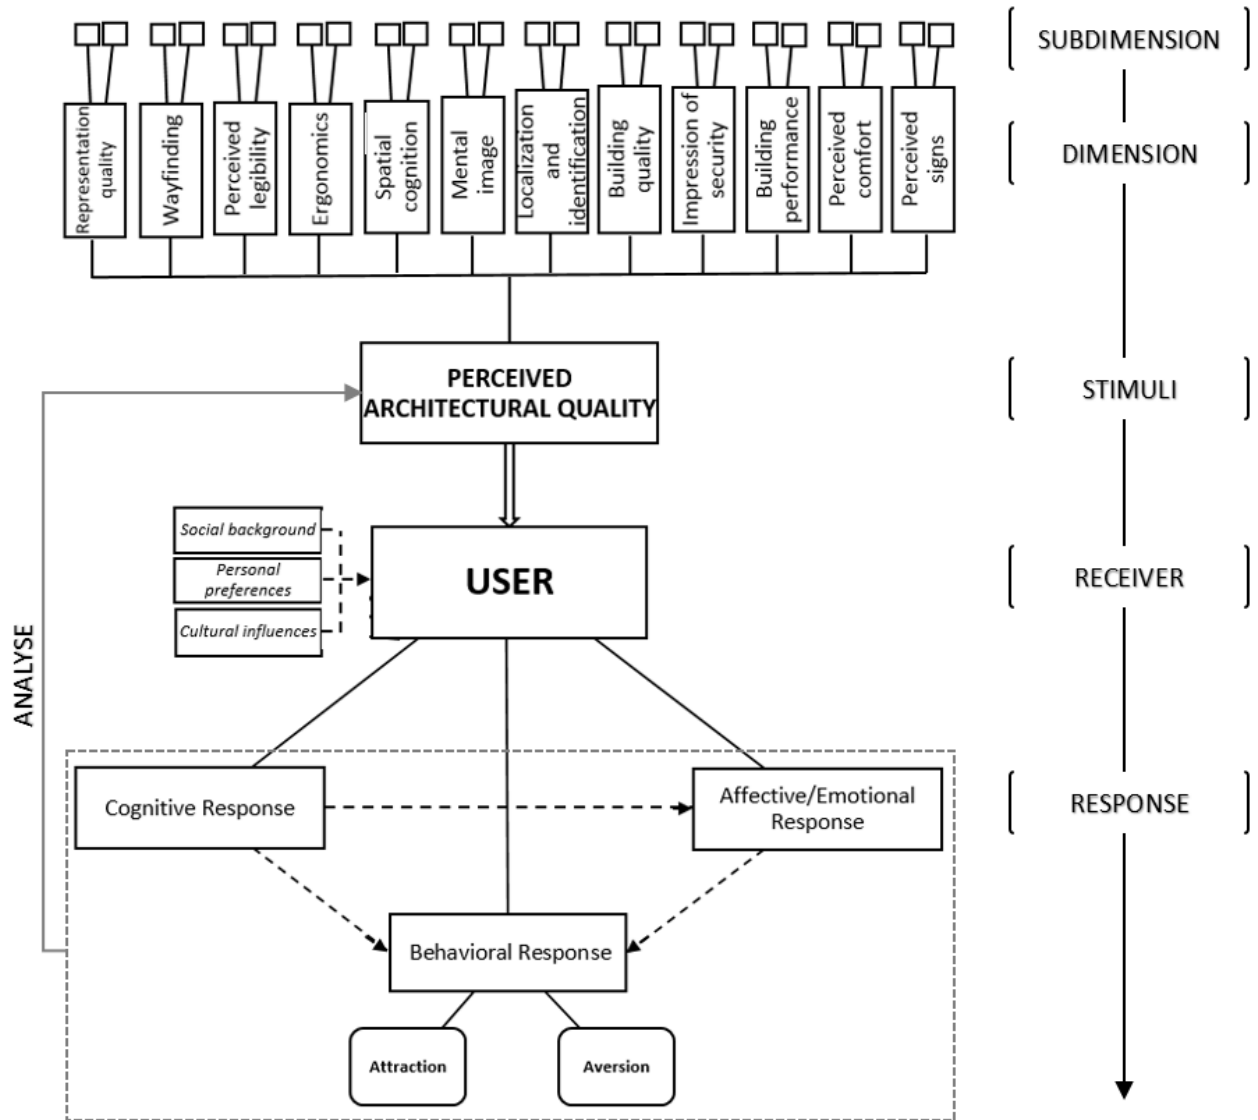 SUBDIMENSION
Representation
quality
Wayfinding
Perceived
legibility
Ergonomics
Spatial
cognition
Mental
image
Localization
and
identification
Building
quality
Impression of
security
Building
performance
Perceived
comfort
Perceived
signs
DIMENSION
PERCEIVED
ARCHITECTURAL QUALITY
STIMULI
Social background
Personal
preferences
Cultural influences
USER
RECEIVER
ANALYSE
Cognitive Response
Affective/Emotional
Response
RESPONSE
Behavioral Response
Attraction
Aversion